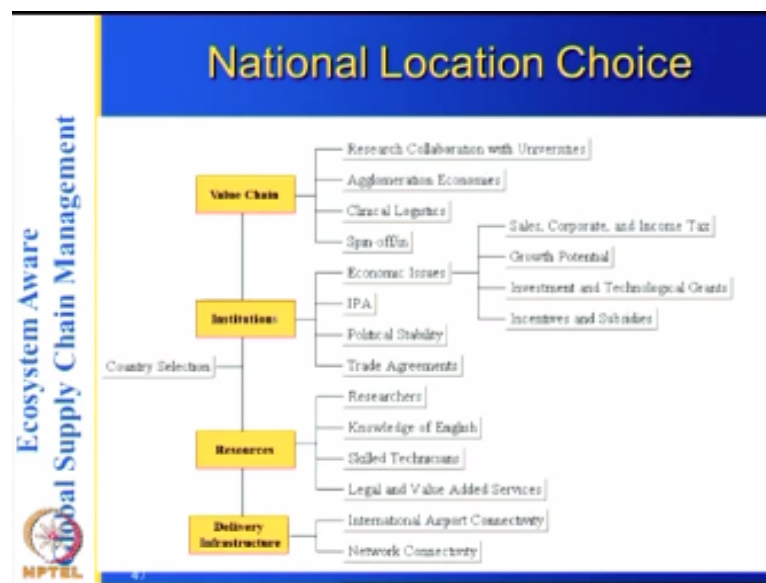 National Location Choice
Ecosystem Aware
Global Supply Chain Management
Value Chain
Research Collaboration with Universities
Agglomeration Economies
Clinical Logistics
Spin-off/in
Institutions
Economic Issues
Sales, Corporate, and Income Tax
Growth Potential
Investment and Technological Grants
Incentives and Subsidies
IPA
Political Stability
Trade Agreements
Country Selection
Resources
Researchers
Knowledge of English
Skilled Technicians
Legal and Value Added Services
Delivery
Infrastructure
International Airport Connectivity
Network Connectivity
NPTEL
47